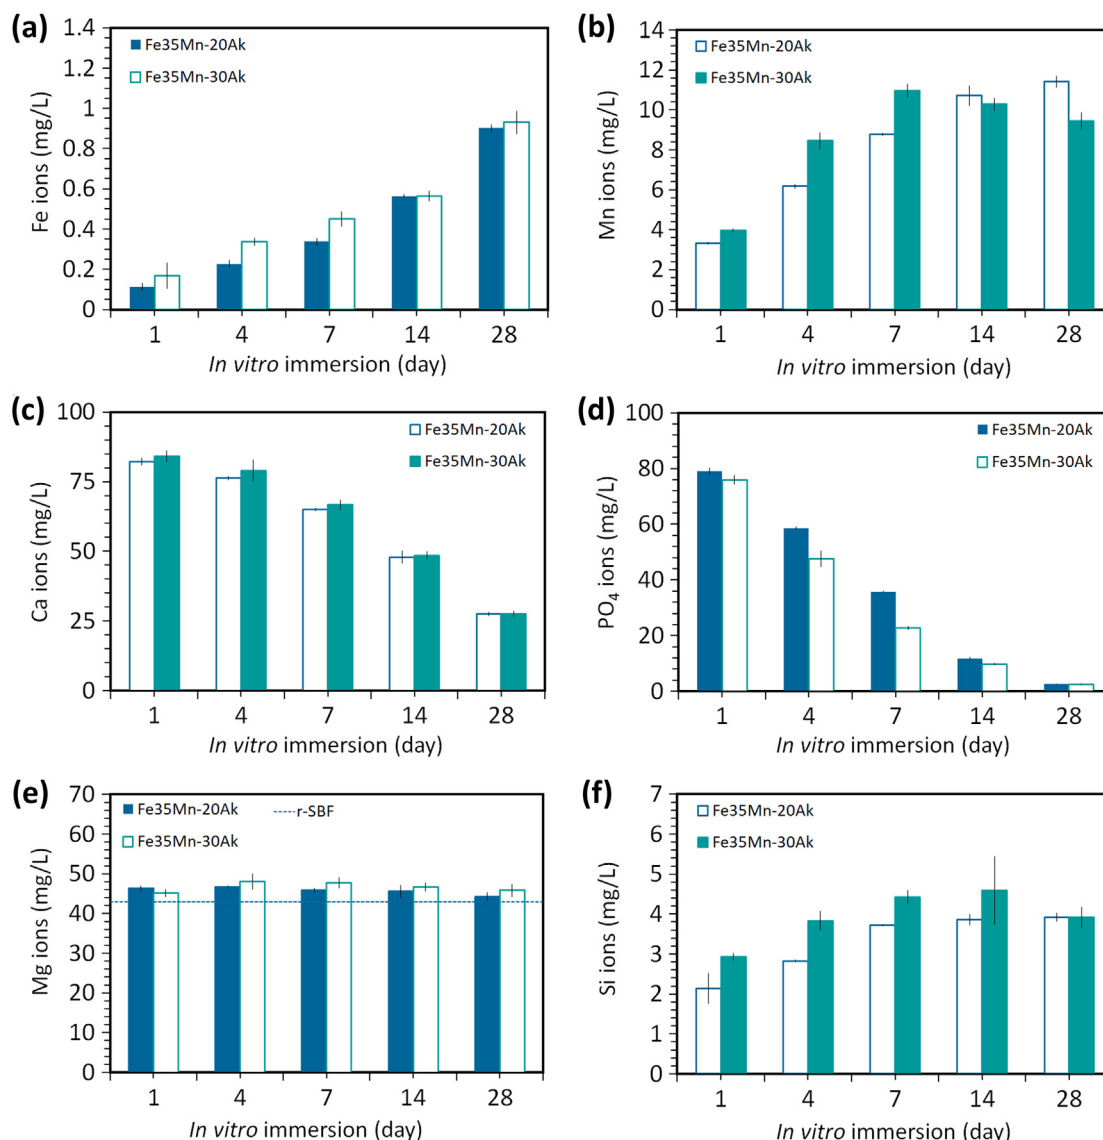 (a)
1.4
1.2
1
0.8
0.6
0.4
0.2
0
Fe ions (mg/L)
Fe35Mn-20Ak
Fe35Mn-30Ak
1 4 7 14 28
In vitro immersion (day)
(b)
14
12
10
8
6
4
2
0
Mn ions (mg/L)
Fe35Mn-20Ak
Fe35Mn-30Ak
1 4 7 14 28
In vitro immersion (day)
(c)
100
75
50
25
0
Ca ions (mg/L)
Fe35Mn-20Ak
Fe35Mn-30Ak
1 4 7 14 28
In vitro immersion (day)
(d)
100
80
60
40
20
0
PO4 ions (mg/L)
Fe35Mn-20Ak
Fe35Mn-30Ak
1 4 7 14 28
In vitro immersion (day)
(e)
70
60
50
40
30
20
10
0
Mg ions (mg/L)
Fe35Mn-20Ak
r-SBF
Fe35Mn-30Ak
1 4 7 14 28
In vitro immersion (day)
(f)
7
6
5
4
3
2
1
0
Si ions (mg/L)
Fe35Mn-20Ak
Fe35Mn-30Ak
1 4 7 14 28
In vitro immersion (day)